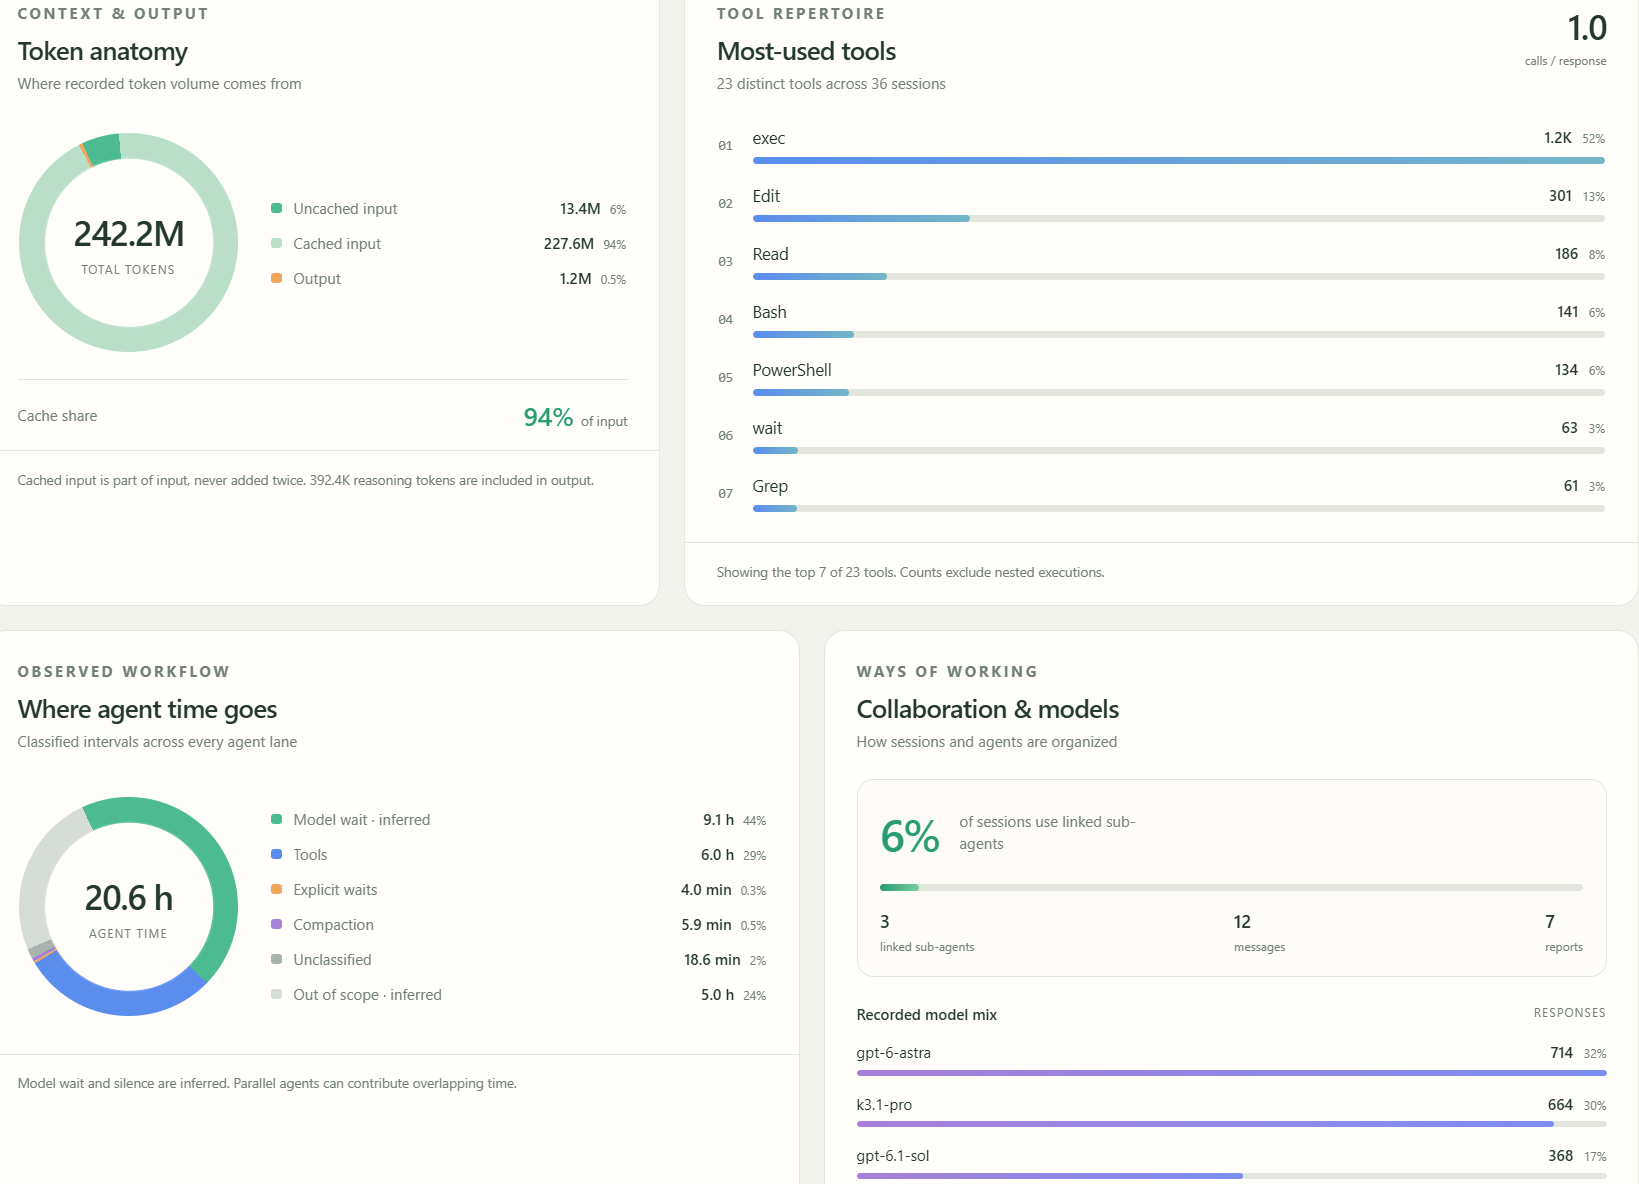 CONTEXT & OUTPUT
Token anatomy
Where recorded token volume comes from
242.2M
TOTAL TOKENS
Uncached input 13.4M 6%
Cached input 227.6M 94%
Output 1.2M 0.5%
Cache share 94% of input
Cached input is part of input, never added twice. 392.4K reasoning tokens are included in output.
TOOL REPERTOIRE
Most-used tools
23 distinct tools across 36 sessions
1.0
calls / response
01 exec 1.2K 52%
02 Edit 301 13%
03 Read 186 8%
04 Bash 141 6%
05 PowerShell 134 6%
06 wait 63 3%
07 Grep 61 3%
Showing the top 7 of 23 tools. Counts exclude nested executions.
OBSERVED WORKFLOW
Where agent time goes
Classified intervals across every agent lane
20.6 h
AGENT TIME
Model wait · inferred 9.1 h 44%
Tools 6.0 h 29%
Explicit waits 4.0 min 0.3%
Compaction 5.9 min 0.5%
Unclassified 18.6 min 2%
Out of scope · inferred 5.0 h 24%
Model wait and silence are inferred. Parallel agents can contribute overlapping time.
WAYS OF WORKING
Collaboration & models
How sessions and agents are organized
6% of sessions use linked sub-
agents
3 12 7
linked sub-agents messages reports
Recorded model mix RESPONSES
gpt-6-astra 714 32%
k3.1-pro 664 30%
gpt-6.1-sol 368 17%